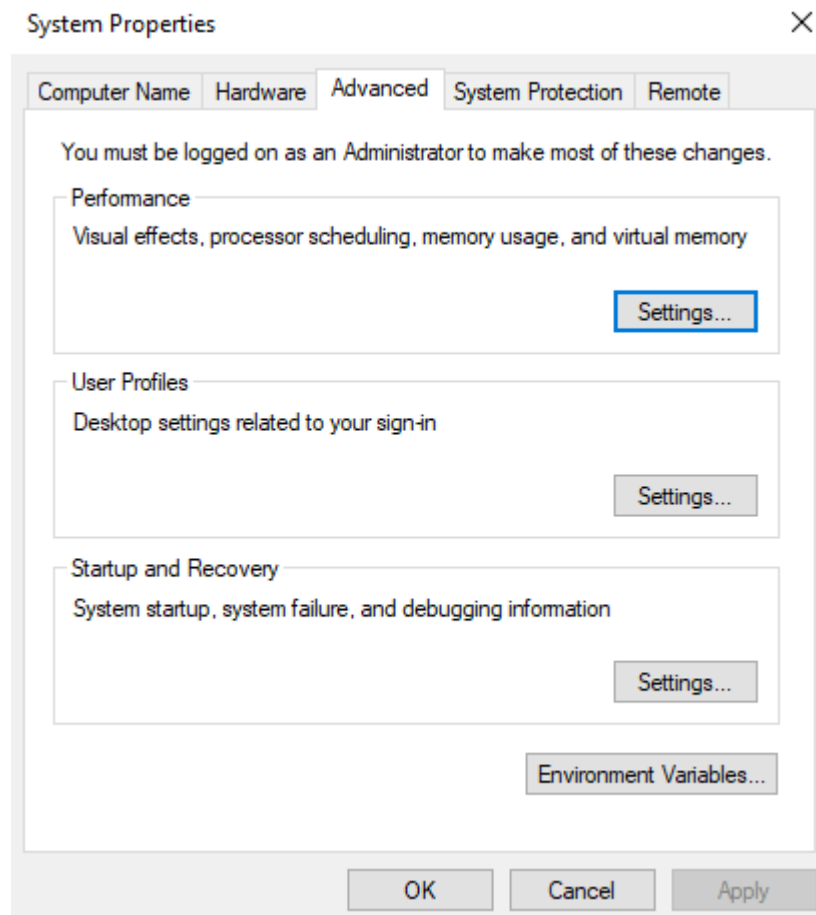 System Properties
Computer Name Hardware Advanced System Protection Remote
You must be logged on as an Administrator to make most of these changes.
Performance
Visual effects, processor scheduling, memory usage, and virtual memory
Settings...
User Profiles
Desktop settings related to your sign-in
Settings...
Startup and Recovery
System startup, system failure, and debugging information
Settings...
Environment Variables...
OK Cancel Apply